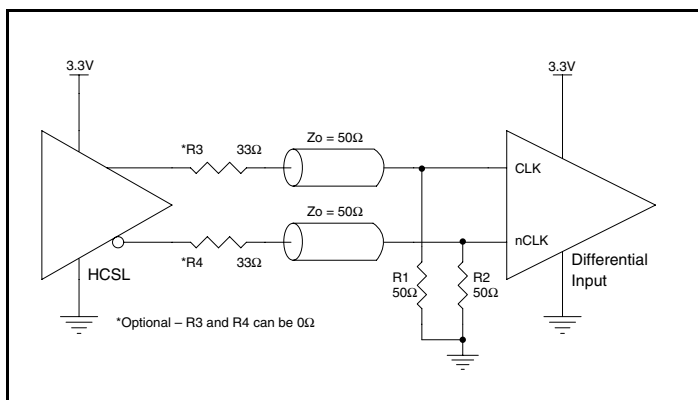 3.3V
3.3V
*R3
33Ω
Zo = 50Ω
CLK
Zo = 50Ω
nCLK
*R4
33Ω
HCSL
R1
50Ω
R2
50Ω
Differential
Input
*Optional – R3 and R4 can be 0Ω